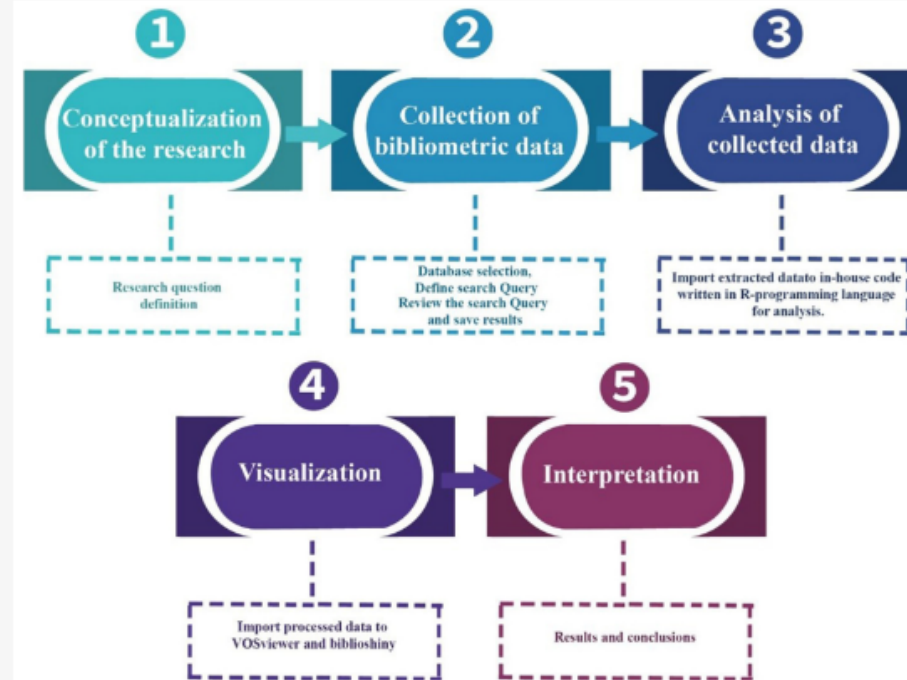 1
2
3
Conceptualization
of the research
Collection of
bibliometric data
Analysis of
collected data
Research question
definition
Database selection,
Define search Query
Review the search Query
and save results
Import extracted datato in-house code
written in R-programming language
for analysis.
4
5
Visualization
Interpretation
Import processed data to
VOSviewer and biblioshiny
Results and conclusions